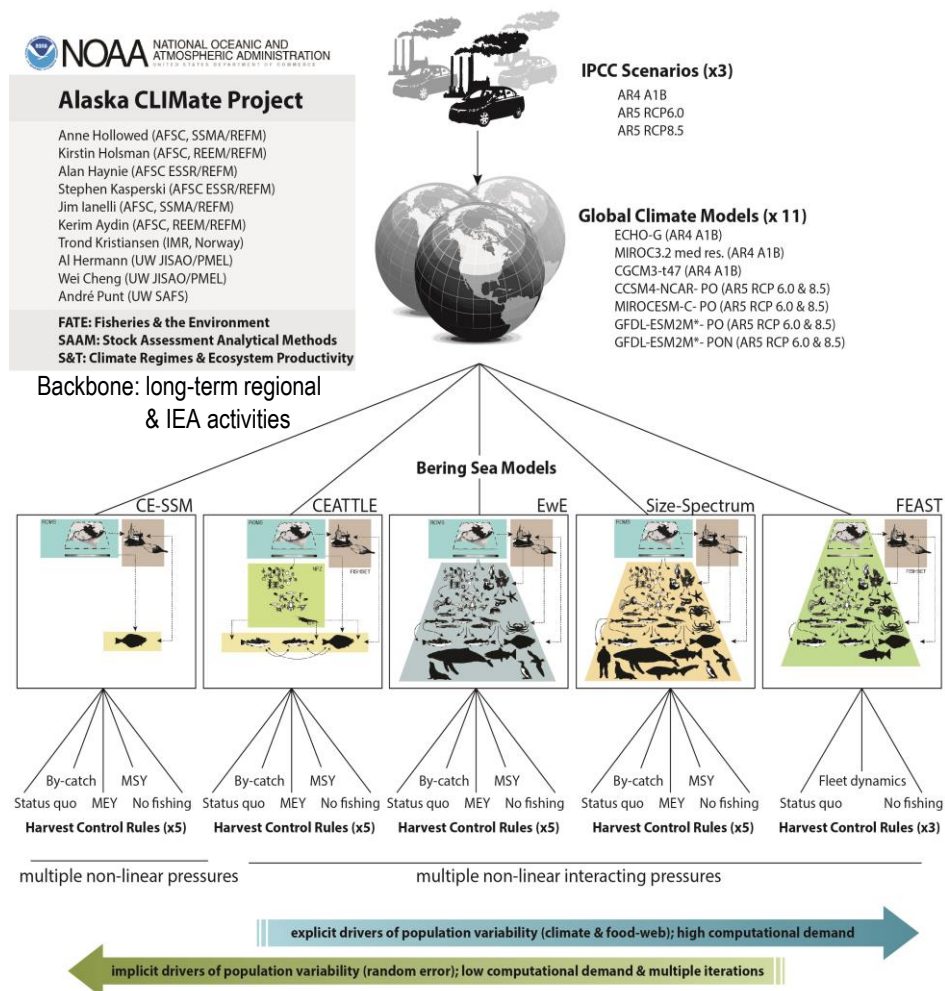 NOAA
NATIONAL OCEANIC AND
ATMOSPHERIC ADMINISTRATION
UNITED STATES DEPARTMENT OF COMMERCE
Alaska CLIMate Project
Anne Hollowed (AFSC, SSMA/REFM)
Kirstin Holsman (AFSC, REEM/REFM)
Alan Haynie (AFSC ESSR/REFM)
Stephen Kasperski (AFSC ESSR/REFM)
Jim Ianelli (AFSC, SSMA/REFM)
Kerim Aydin (AFSC, REEM/REFM)
Trond Kristiansen (IMR, Norway)
Al Hermann (UW JISAO/PMEL)
Wei Cheng (UW JISAO/PMEL)
André Punt (UW SAFS)
FATE: Fisheries & the Environment
SAAM: Stock Assessment Analytical Methods
S&T: Climate Regimes & Ecosystem Productivity
Backbone: long-term regional
& IEA activities
IPCC Scenarios (x3)
AR4 A1B
AR5 RCP6.0
AR5 RCP8.5
Global Climate Models (x 11)
ECHO-G (AR4 A1B)
MIROC3.2 med res. (AR4 A1B)
CGCM3-t47 (AR4 A1B)
CCSM4-NCAR- PO (AR5 RCP 6.0 & 8.5)
MIROCESM-C- PO (AR5 RCP 6.0 & 8.5)
GFDL-ESM2M*- PO (AR5 RCP 6.0 & 8.5)
GFDL-ESM2M*- PON (AR5 RCP 6.0 & 8.5)
Bering Sea Models
CE-SSM CEATTLE EwE Size-Spectrum FEAST
ROMS ROMS ROMS ROMS
NPZ
FISHSET FISHSET
By-catch MSY By-catch MSY By-catch MSY By-catch MSY Fleet dynamics
Status quo MEY No fishing Status quo MEY No fishing Status quo MEY No fishing Status quo MEY No fishing Status quo No fishing
Harvest Control Rules (x5) Harvest Control Rules (x5) Harvest Control Rules (x5) Harvest Control Rules (x5) Harvest Control Rules (x3)
multiple non-linear pressures multiple non-linear interacting pressures
explicit drivers of population variability (climate & food-web); high computational demand
implicit drivers of population variability (random error); low computational demand & multiple iterations